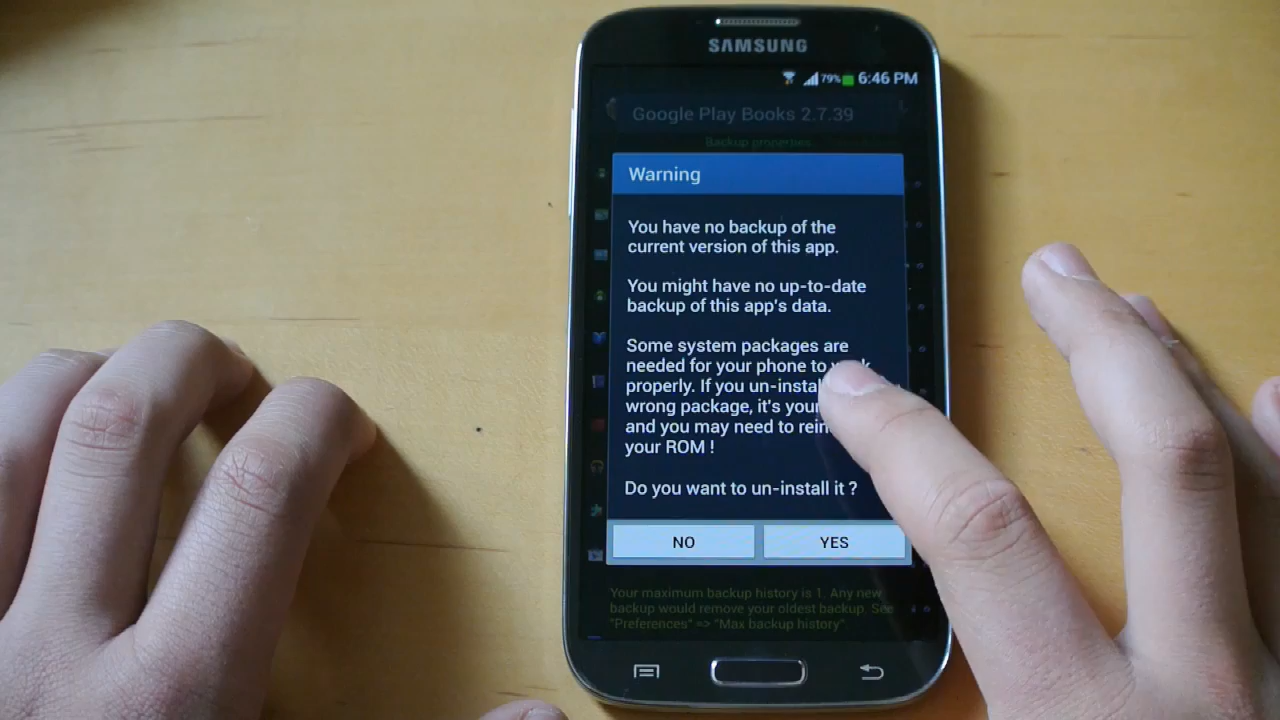 SAMSUNG
79% 6:46 PM
Google Play Books 2.7.39
Backup properties
Warning
You have no backup of the
current version of this app.
You might have no up-to-date
backup of this app's data.
Some system packages are
needed for your phone to
properly. If you un-instal
wrong package, it's your
and you may need to rein
your ROM !
Do you want to un-install it ?
NO YES
Your maximum backup history is 1. Any new
backup would remove your oldest backup. See
"Preferences" => "Max backup history"